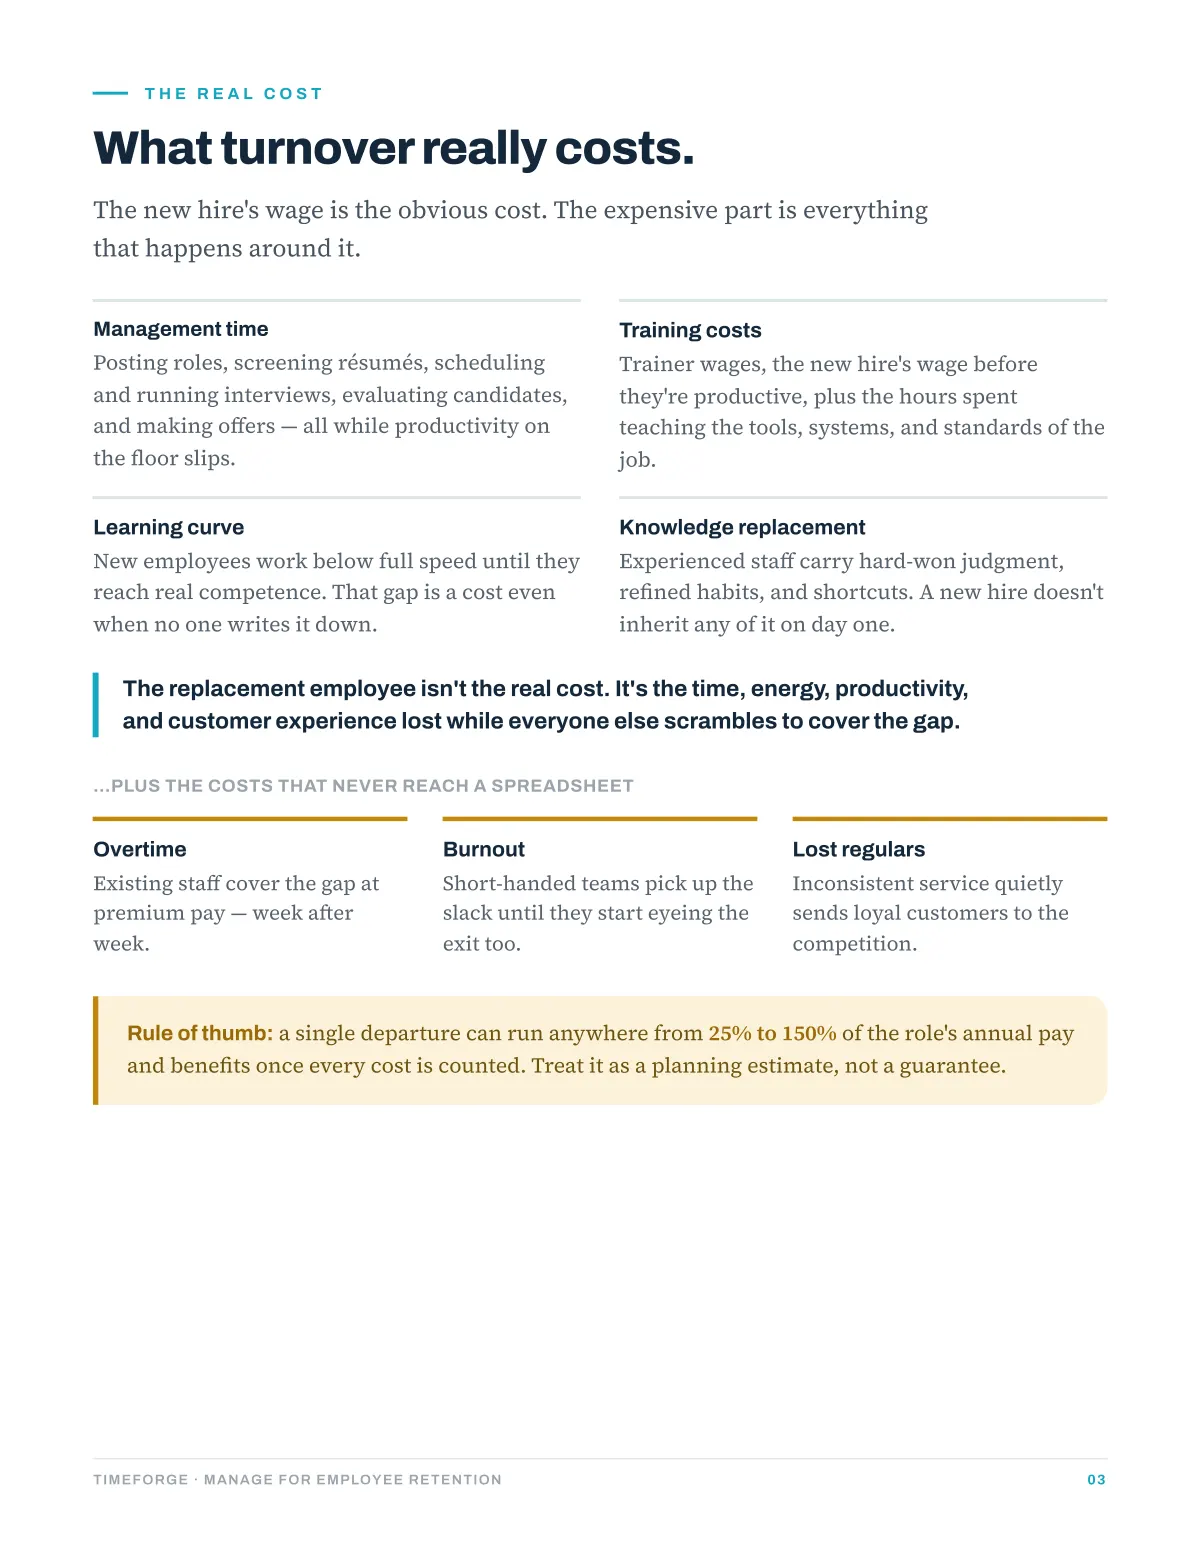 THE REAL COST
What turnover really costs.
The new hire's wage is the obvious cost. The expensive part is everything
that happens around it.
Management time
Posting roles, screening résumés, scheduling
and running interviews, evaluating candidates,
and making offers — all while productivity on
the floor slips.
Training costs
Trainer wages, the new hire's wage before
they're productive, plus the hours spent
teaching the tools, systems, and standards of the
job.
Learning curve
New employees work below full speed until they
reach real competence. That gap is a cost even
when no one writes it down.
Knowledge replacement
Experienced staff carry hard-won judgment,
refined habits, and shortcuts. A new hire doesn't
inherit any of it on day one.
The replacement employee isn't the real cost. It's the time, energy, productivity,
and customer experience lost while everyone else scrambles to cover the gap.
...PLUS THE COSTS THAT NEVER REACH A SPREADSHEET
Overtime
Existing staff cover the gap at
premium pay — week after
week.
Burnout
Short-handed teams pick up the
slack until they start eyeing the
exit too.
Lost regulars
Inconsistent service quietly
sends loyal customers to the
competition.
Rule of thumb: a single departure can run anywhere from 25% to 150% of the role's annual pay
and benefits once every cost is counted. Treat it as a planning estimate, not a guarantee.
TIMEFORGE · MANAGE FOR EMPLOYEE RETENTION
03